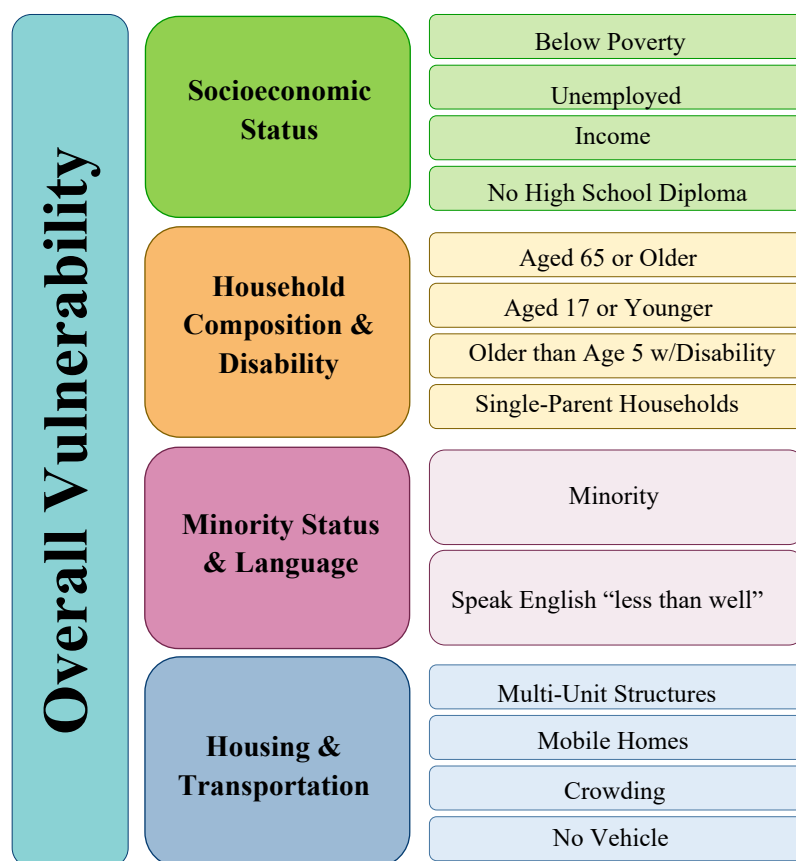 Overall Vulnerability
Socioeconomic
Status
Below Poverty
Unemployed
Income
No High School Diploma
Household
Composition &
Disability
Aged 65 or Older
Aged 17 or Younger
Older than Age 5 w/Disability
Single-Parent Households
Minority Status
& Language
Minority
Speak English “less than well”
Housing &
Transportation
Multi-Unit Structures
Mobile Homes
Crowding
No Vehicle